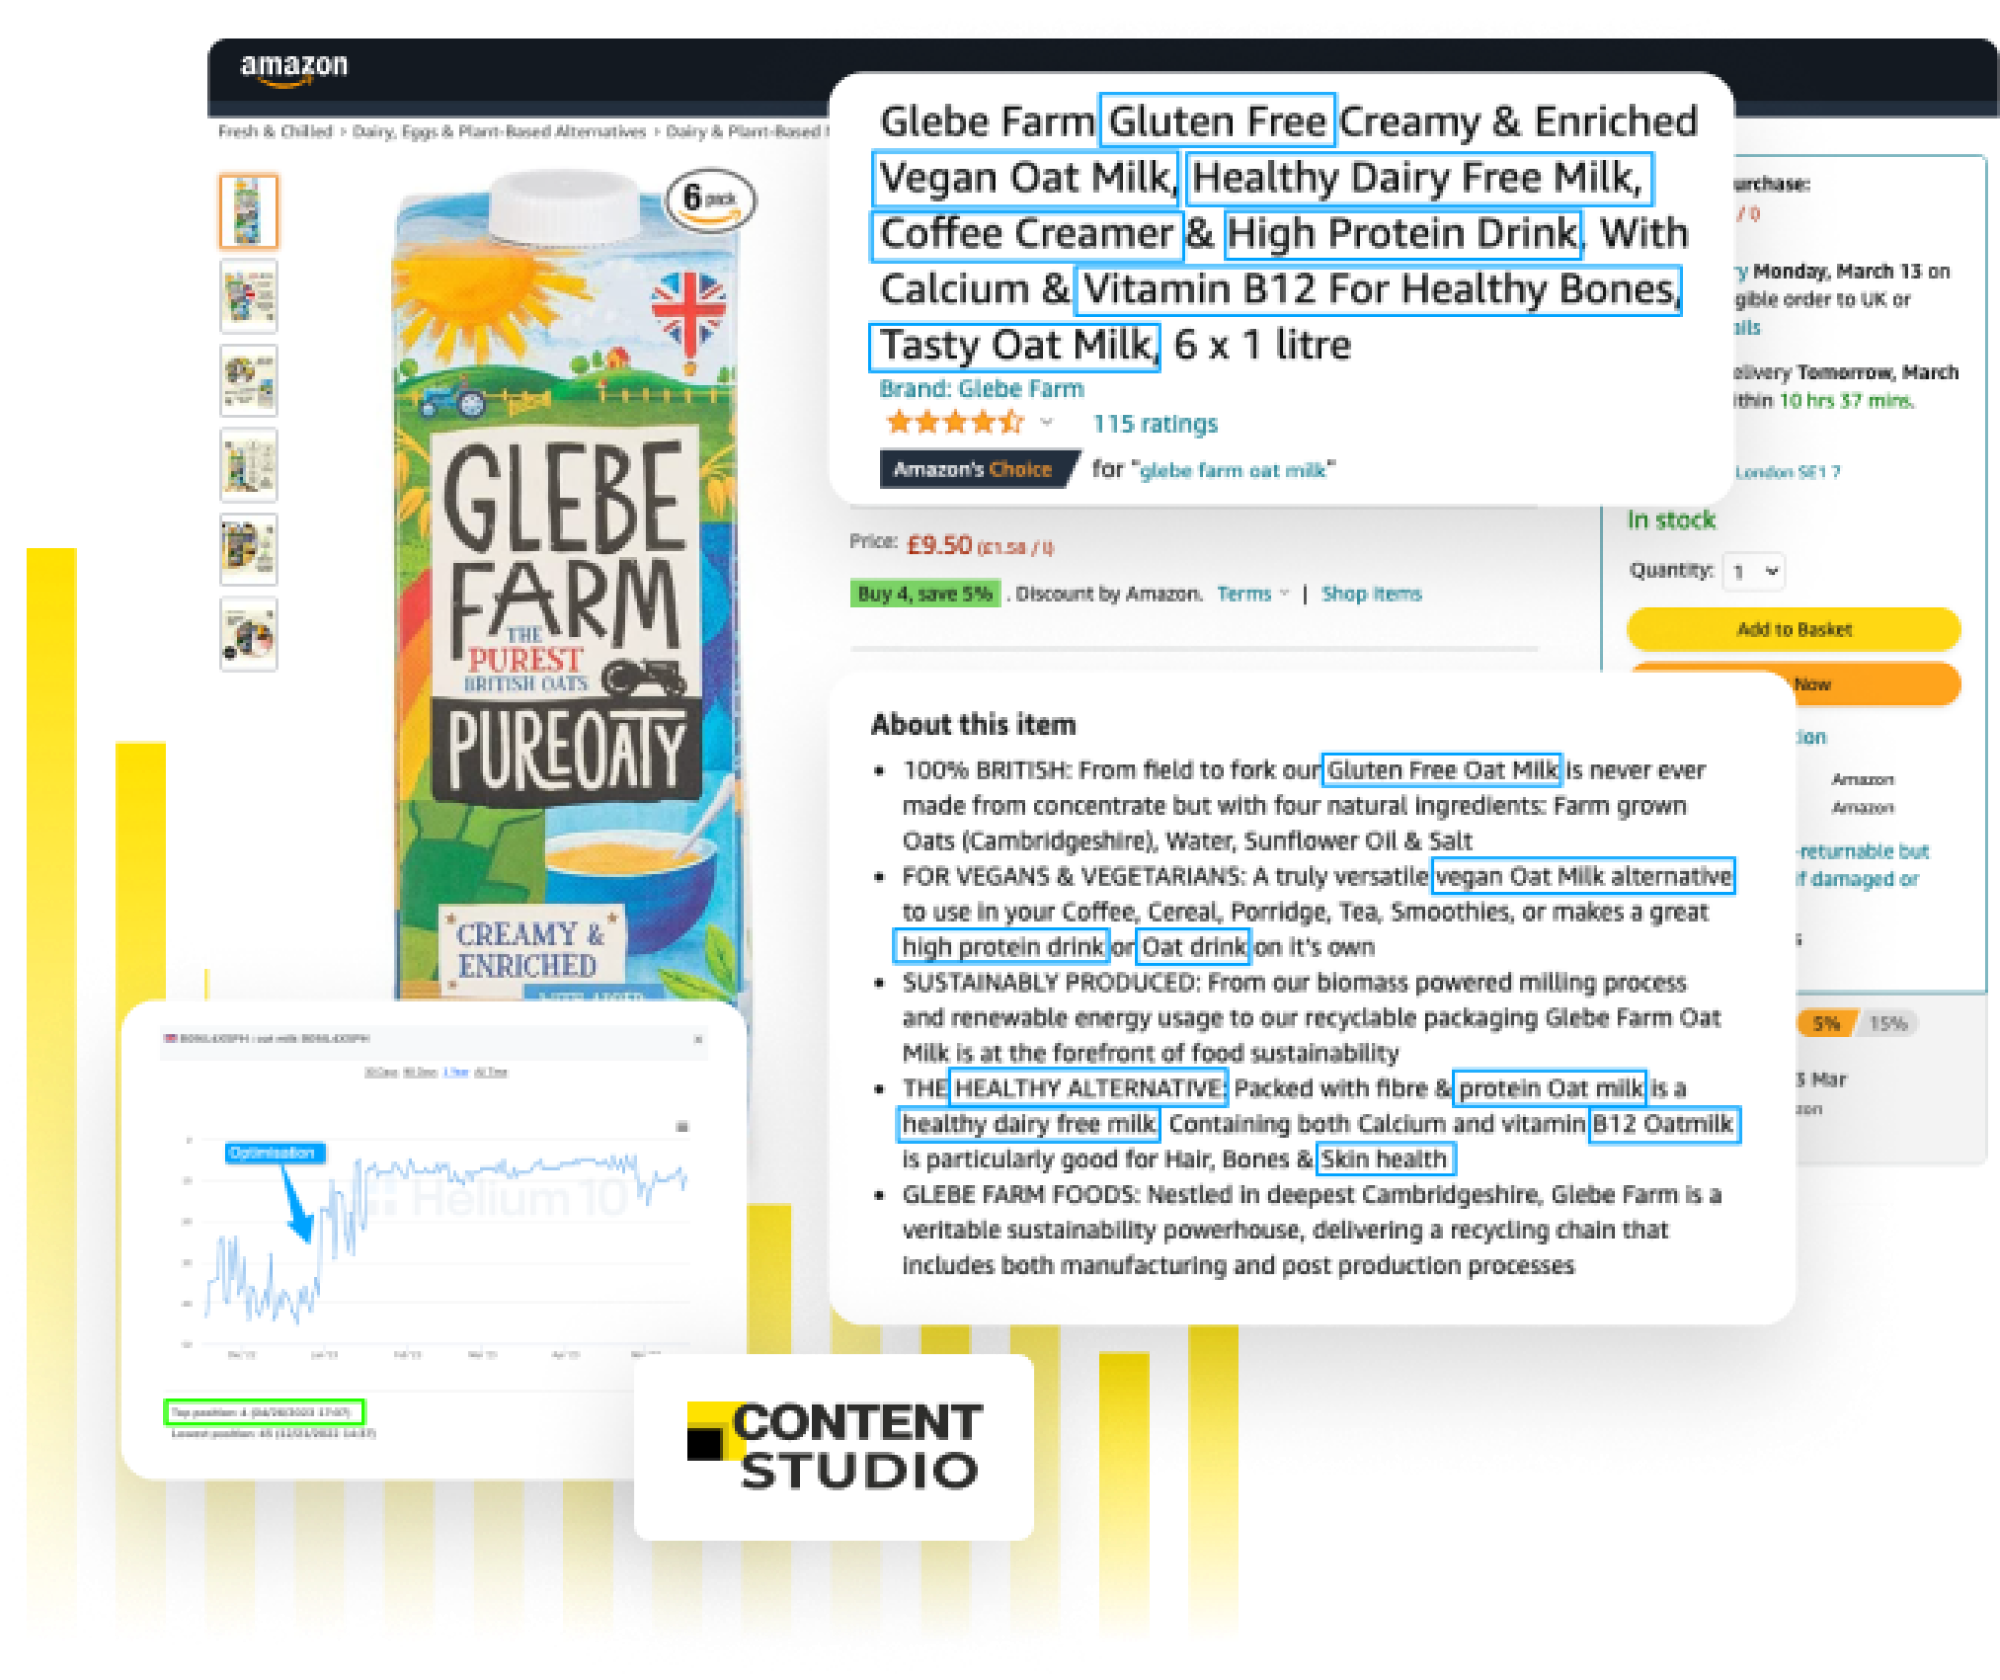 amazon
Fresh & Chilled › Dairy, Eggs & Plant-Based Alternatives › Dairy & Plant-Based
6 pack
GLEBE
FARM
THE
PUREST
BRITISH OATS
PUREOATY
CREAMY &
ENRICHED
Glebe Farm Gluten Free Creamy & Enriched
Vegan Oat Milk, Healthy Dairy Free Milk,
Coffee Creamer & High Protein Drink. With
Calcium & Vitamin B12 For Healthy Bones,
Tasty Oat Milk, 6 x 1 litre
Brand: Glebe Farm
115 ratings
Amazon's Choice for "glebe farm oat milk"
Price: £9.50 (£1.58 / l)
Buy 4, save 5% . Discount by Amazon. Terms | Shop items
urchase:
/ l)
Monday, March 13 on
gible order to UK or
ails
elivery Tomorrow, March
ithin 10 hrs 37 mins.
London SE1 7
In stock
Quantity: 1
Add to Basket
Now
Amazon
Amazon
-returnable but
if damaged or
5% 15%
Mar
About this item
• 100% BRITISH: From field to fork our Gluten Free Oat Milk is never ever
made from concentrate but with four natural ingredients: Farm grown
Oats (Cambridgeshire), Water, Sunflower Oil & Salt
• FOR VEGANS & VEGETARIANS: A truly versatile vegan Oat Milk alternative
to use in your Coffee, Cereal, Porridge, Tea, Smoothies, or makes a great
high protein drink or Oat drink on it's own
• SUSTAINABLY PRODUCED: From our biomass powered milling process
and renewable energy usage to our recyclable packaging Glebe Farm Oat
Milk is at the forefront of food sustainability
• THE HEALTHY ALTERNATIVE: Packed with fibre & protein Oat milk is a
healthy dairy free milk. Containing both Calcium and vitamin B12 Oatmilk
is particularly good for Hair, Bones & Skin health
• GLEBE FARM FOODS: Nestled in deepest Cambridgeshire, Glebe Farm is a
veritable sustainability powerhouse, delivering a recycling chain that
includes both manufacturing and post production processes
Optimisation
Helium 10
Top position: 4 (04/28/2023 17:07)
CONTENT
STUDIO